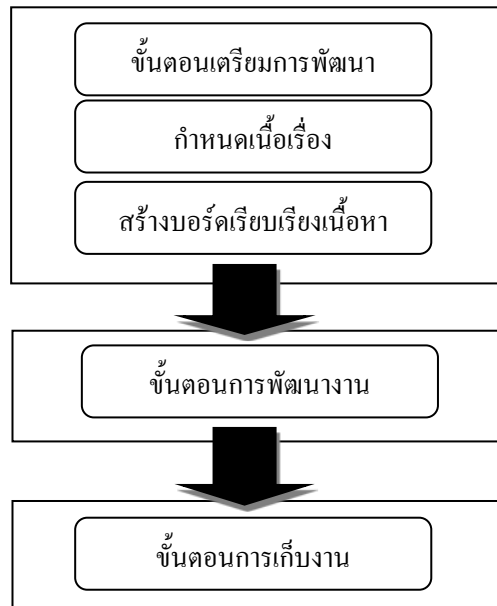 ขั้นตอนเตรียมการพัฒนา
กำหนดเนื้อเรื่อง
สร้างบอร์ดเรียบเรียงเนื้อหา
ขั้นตอนการพัฒนางาน
ขั้นตอนการเก็บงาน